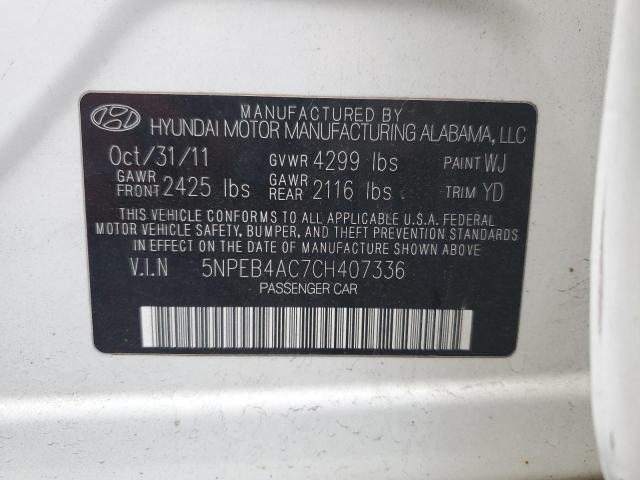 MANUFACTURED BY
HYUNDAI MOTOR MANUFACTURING ALABAMA, LLC
Oct/31/11 GVWR 4299 lbs PAINT WJ
GAWR FRONT 2425 lbs GAWR REAR 2116 lbs TRIM YD
THIS VEHICLE CONFORMS TO ALL APPLICABLE U.S.A. FEDERAL
MOTOR VEHICLE SAFETY, BUMPER, AND THEFT PREVENTION STANDARDS
IN EFFECT ON THE DATE OF MANUFACTURE SHOWN ABOVE
V.I.N 5NPEB4AC7CH407336
PASSENGER CAR